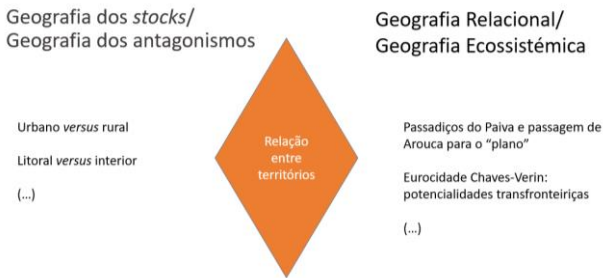 Geografia dos stocks/
Geografia dos antagonismos
Urbano versus rural
Litoral versus interior
(...)
Relação
entre
territórios
Geografia Relacional/
Geografia Ecossistémica
Passadiços do Paiva e passagem de
Arouca para o “plano”
Eurocidade Chaves-Verin:
potencialidades transfronteiriças
(...)